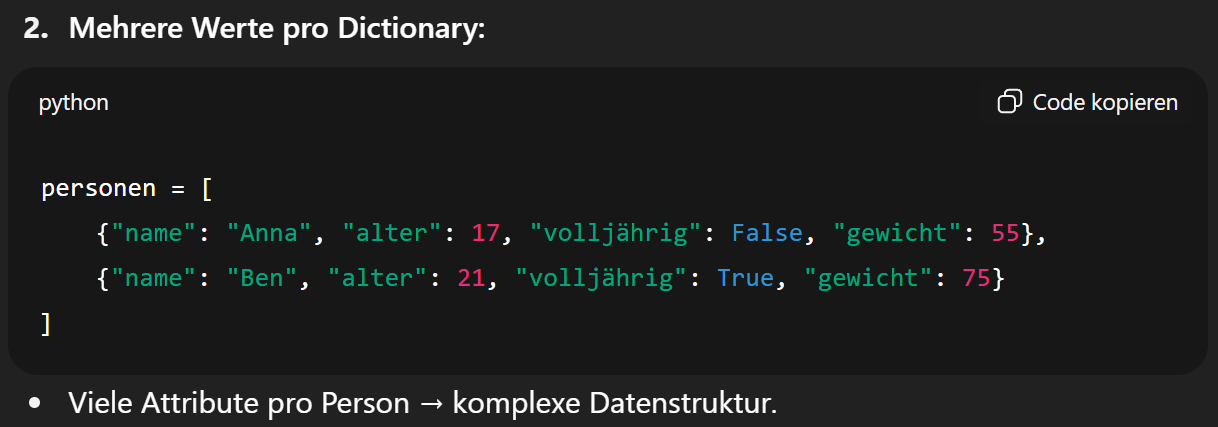 2. Mehrere Werte pro Dictionary:
python
Code kopieren
personen = [
    {"name": "Anna", "alter": 17, "volljährig": False, "gewicht": 55},
    {"name": "Ben", "alter": 21, "volljährig": True, "gewicht": 75}
]
• Viele Attribute pro Person → komplexe Datenstruktur.